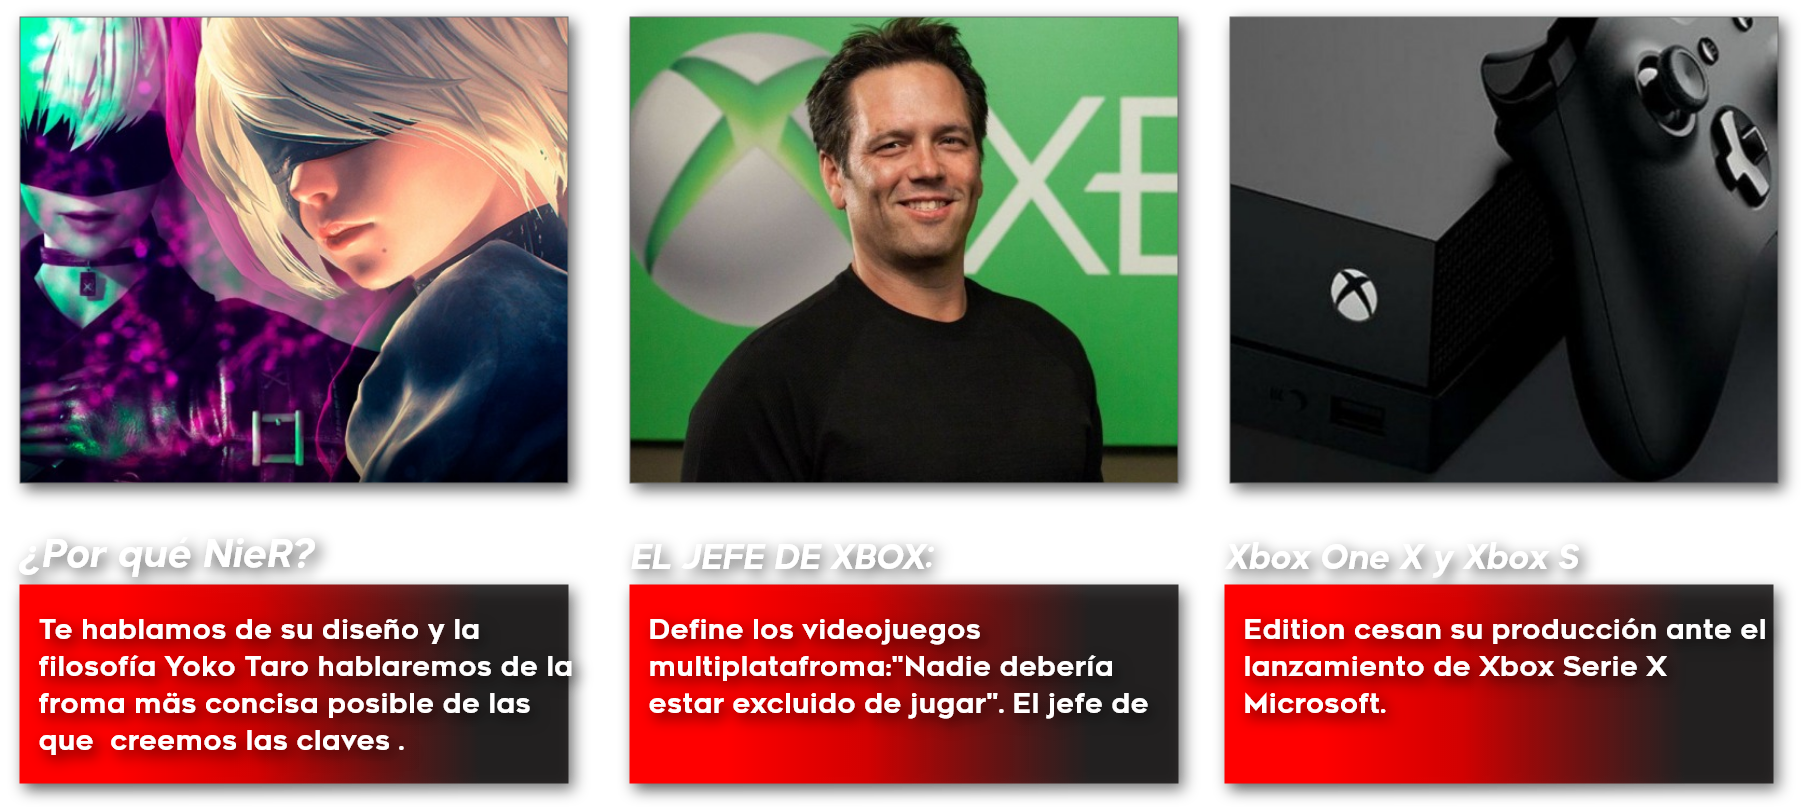 XE
¿Por qué NieR?
Te hablamos de su diseño y la
filosofía Yoko Taro hablaremos de la
froma mäs concisa posible de las
que creemos las claves .
EL JEFE DE XBOX:
Define los videojuegos
multiplatafroma:"Nadie debería
estar excluido de jugar". El jefe de
Xbox One X y Xbox S
Edition cesan su producción ante el
lanzamiento de Xbox Serie X
Microsoft.